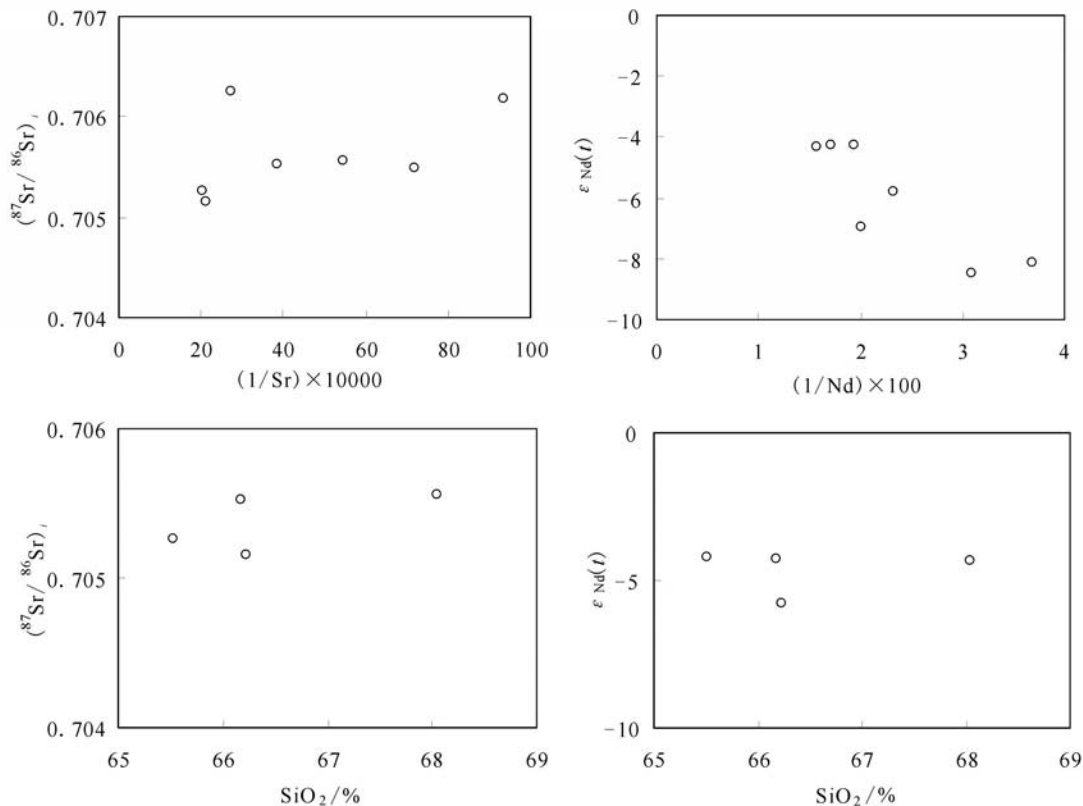 0.707
0.706
0.705
0.704
(⁸⁷Sr/ ⁸⁶Sr)ᵢ
0 20 40 60 80 100
(1/Sr)×10000
0
−2
−4
−6
−8
−10
εNd(t)
0 1 2 3 4
(1/Nd)×100
0.706
0.705
0.704
(⁸⁷Sr/ ⁸⁶Sr)ᵢ
65 66 67 68 69
SiO₂/%
0
−5
−10
εNd(t)
65 66 67 68 69
SiO₂/%